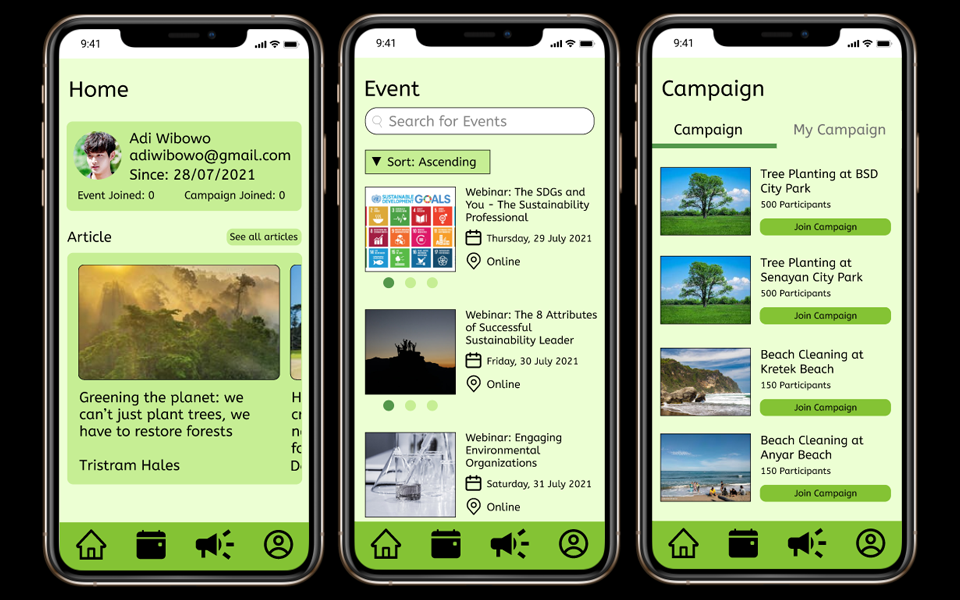 9:41
Home
Adi Wibowo
adiwibowo@gmail.com
Since: 28/07/2021
Event Joined: 0
Campaign Joined: 0
Article
See all articles
Greening the planet: we
can't just plant trees, we
have to restore forests
Tristram Hales
9:41
Event
Search for Events
▼ Sort: Ascending
SUSTAINABLE
DEVELOPMENT
GOALS
Webinar: The SDGs and
You - The Sustainability
Professional
Thursday, 29 July 2021
Online
Webinar: The 8 Attributes
of Successful
Sustainability Leader
Friday, 30 July 2021
Online
Webinar: Engaging
Environmental
Organizations
Saturday, 31 July 2021
Online
9:41
Campaign
Campaign
My Campaign
Tree Planting at BSD
City Park
500 Participants
Join Campaign
Tree Planting at
Senayan City Park
500 Participants
Join Campaign
Beach Cleaning at
Kretek Beach
150 Participants
Join Campaign
Beach Cleaning at
Anyar Beach
150 Participants
Join Campaign